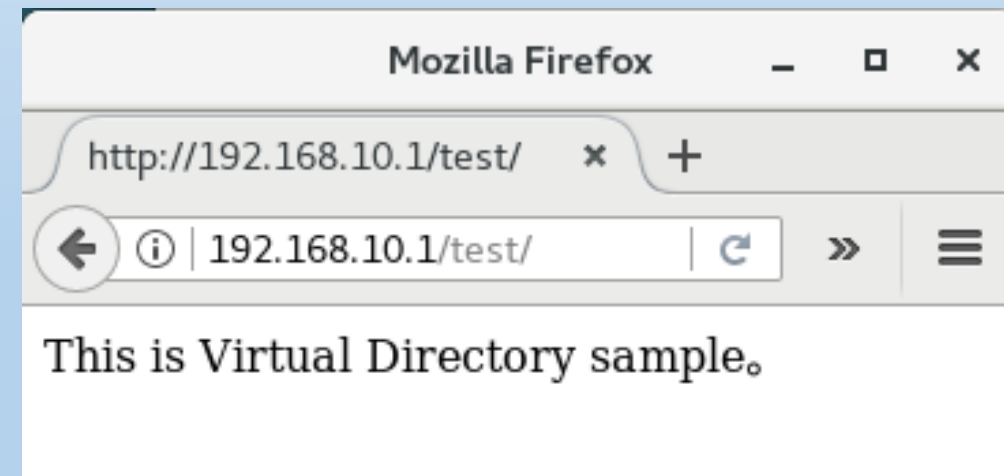 Mozilla Firefox
http://192.168.10.1/test/
192.168.10.1/test/
This is Virtual Directory sample。